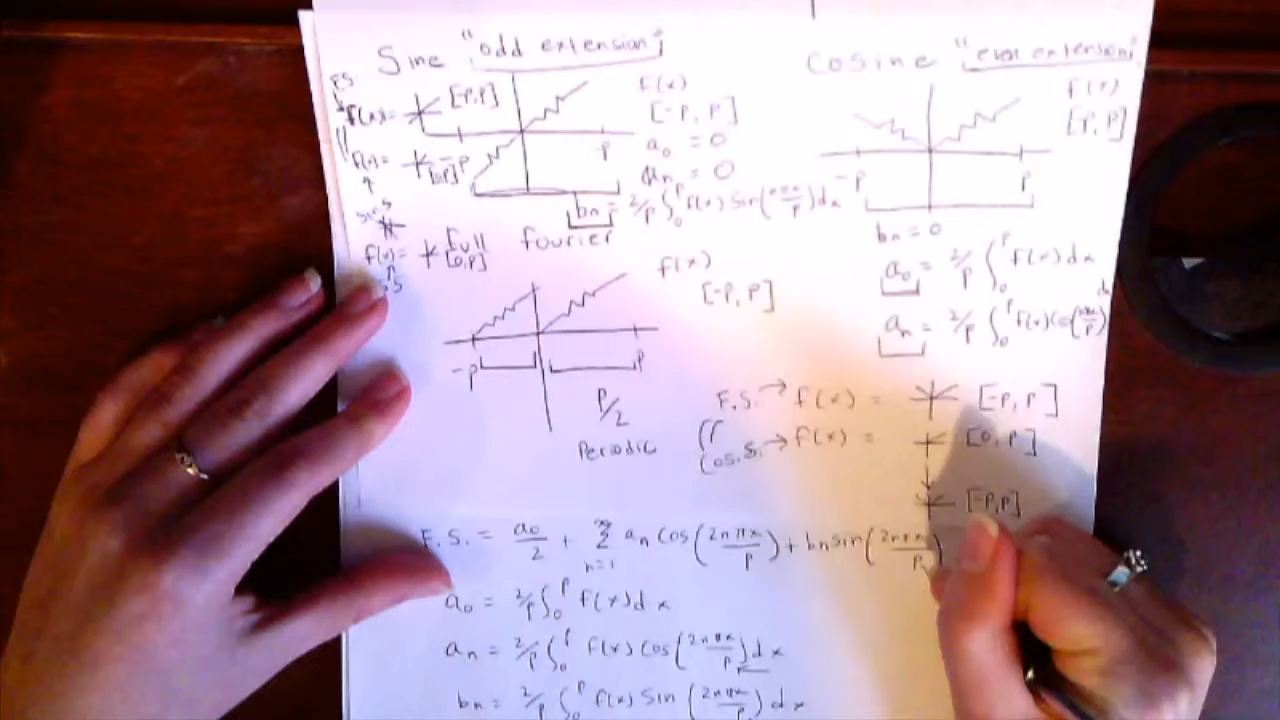 Sine "odd extension"
FS
f(x) = [-P,P]
f(x) = [0,P]
f(x) = [0,P]
-P
P
f(x)
[-P, P]
a₀ = 0
aₙ = 0
bₙ = 2/P ∫₀ᴾ f(x) sin(nπx/P) dx
Cosine "even extension"
f(x)
[-P, P]
-P
P
bₙ = 0
a₀ = 2/P ∫₀ᴾ f(x) dx
aₙ = 2/P ∫₀ᴾ f(x) cos(nπx/P) dx
Full fourier
f(x)
[-P, P]
-P
P
P/2
Periodic
F.S. → f(x) = [-P, P]
Cos.S. → f(x) = [0, P]
[-P,P]
F.S. = a₀/2 + Σ n=1 ∞ aₙ cos(2nπx/P) + bₙ sin(2nπx/P)
a₀ = 2/P ∫₀ᴾ f(x) dx
aₙ = 2/P ∫₀ᴾ f(x) cos(2nπx/P) dx
bₙ = 2/P ∫₀ᴾ f(x) sin(2nπx/P) dx